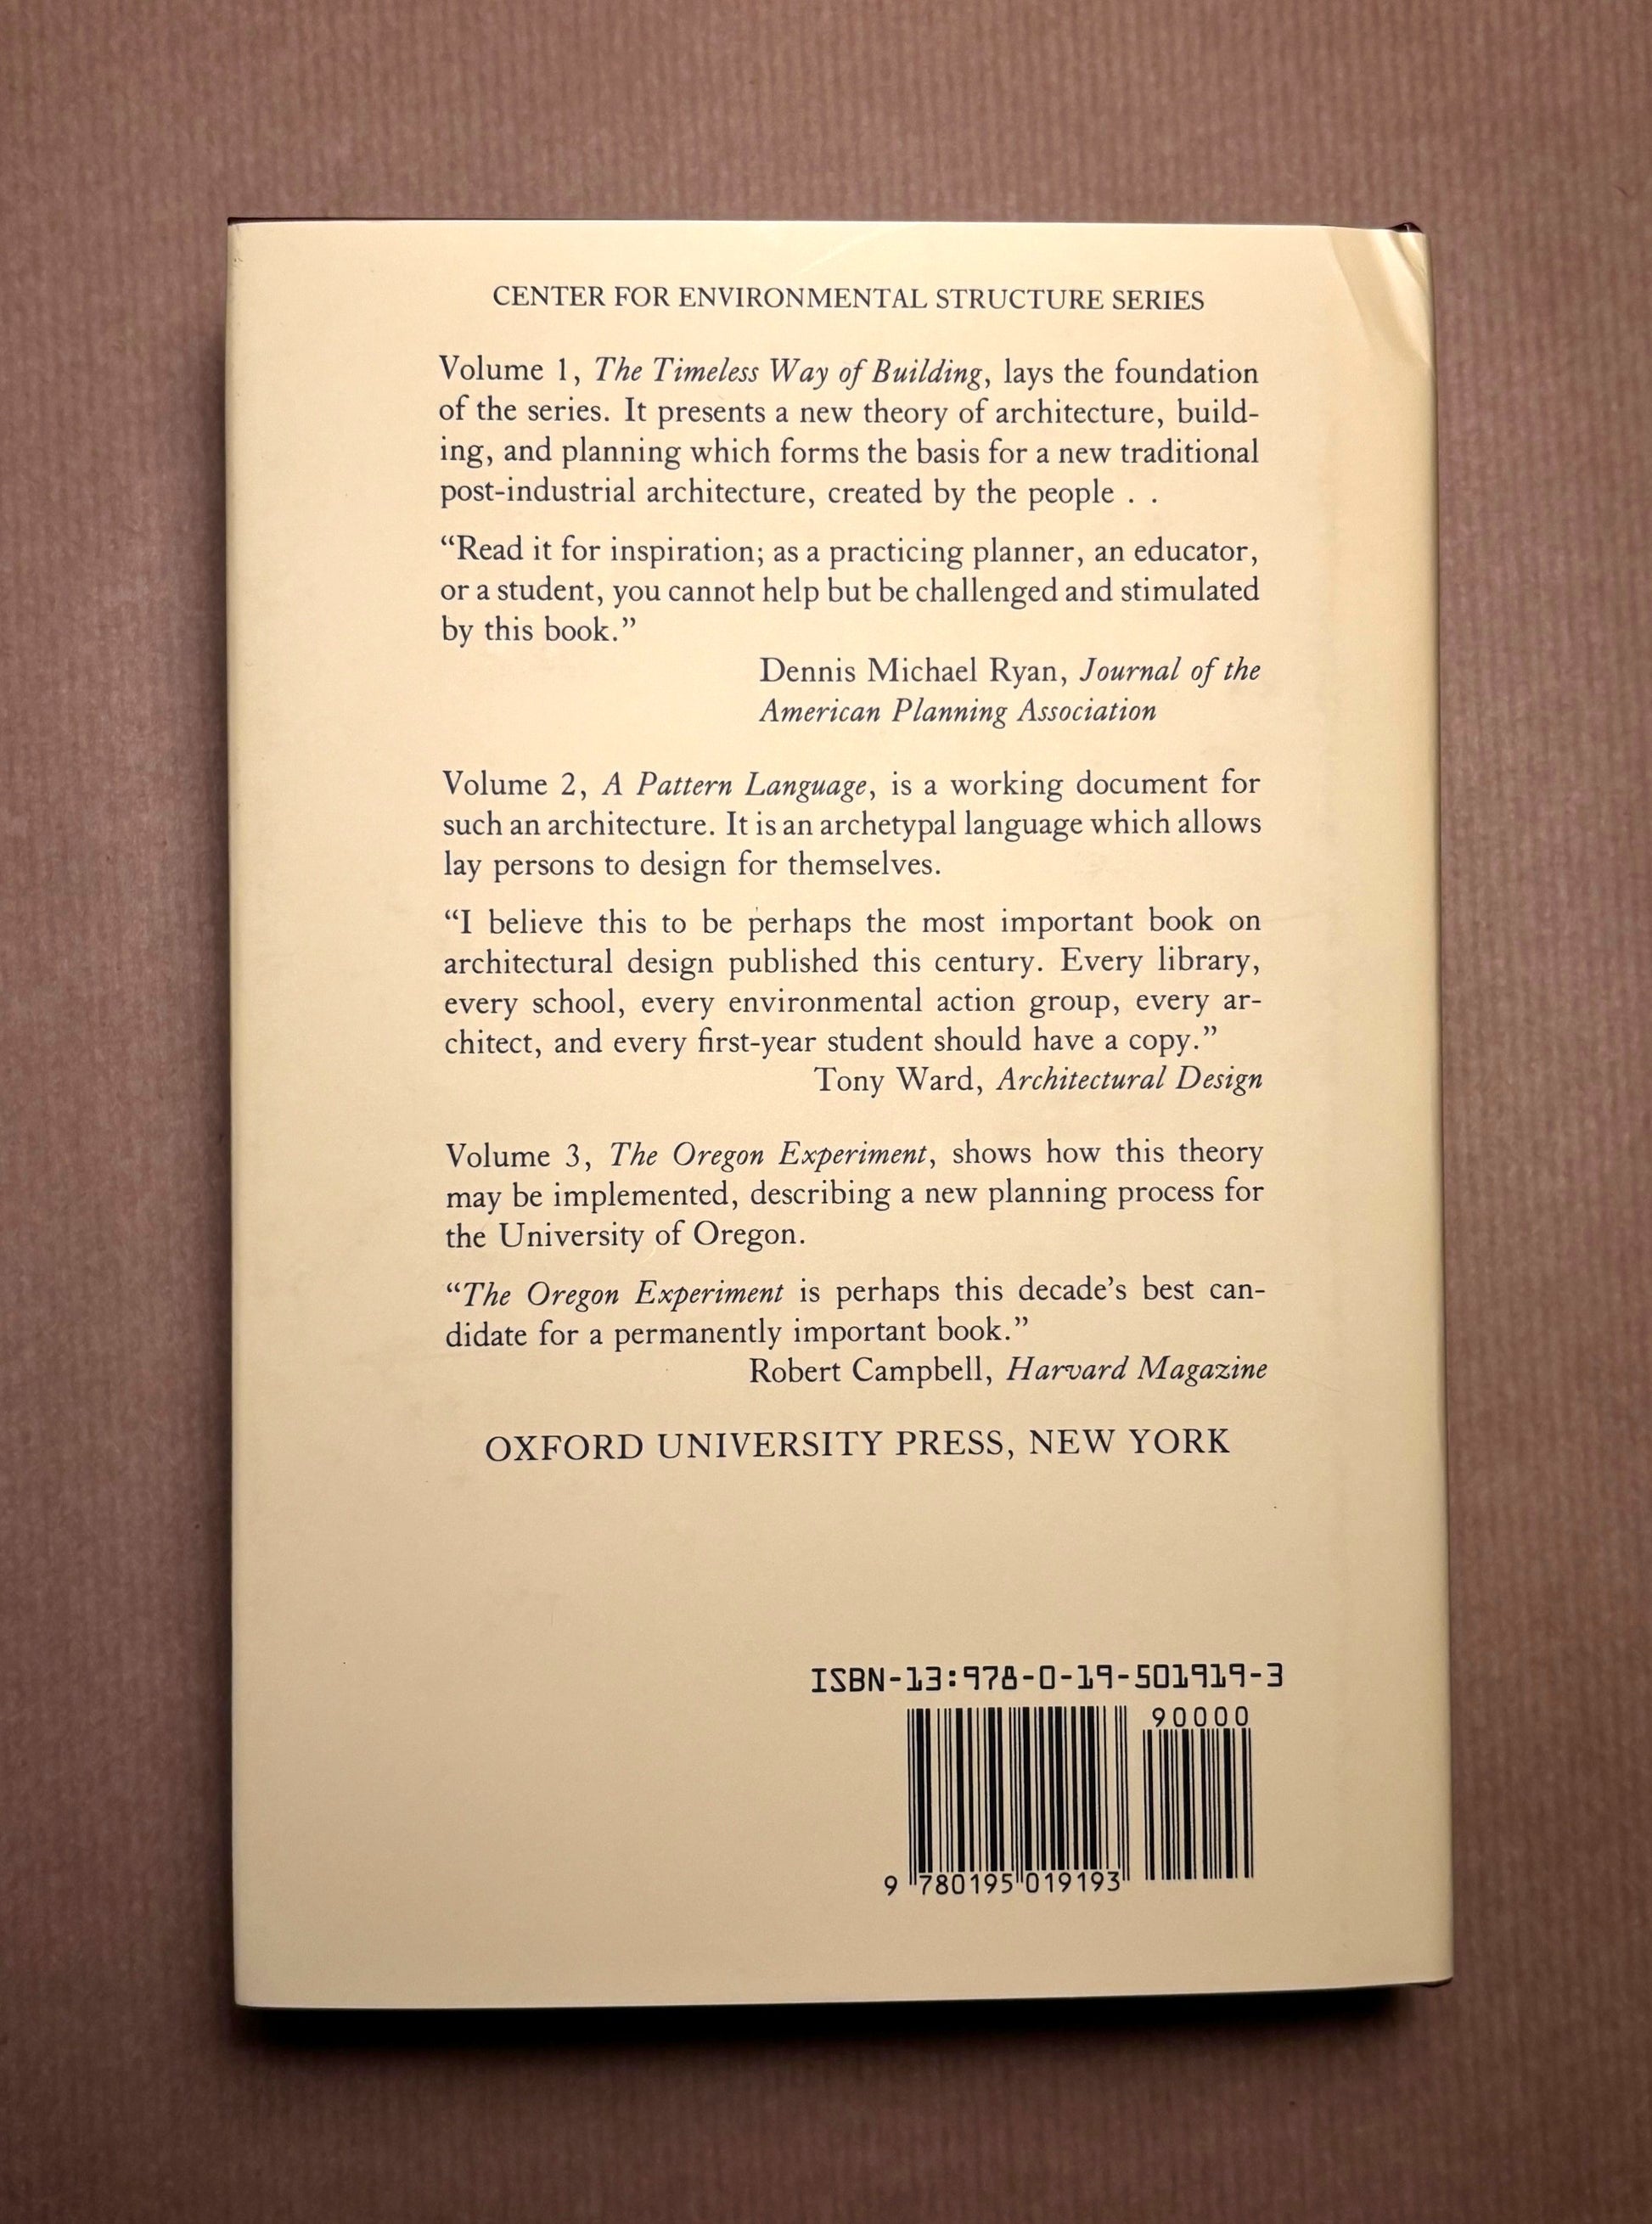 CENTER FOR ENVIRONMENTAL STRUCTURE SERIES
Volume 1, The Timeless Way of Building, lays the foundation
of the series. It presents a new theory of architecture, build-
ing, and planning which forms the basis for a new traditional
post-industrial architecture, created by the people . .
“Read it for inspiration; as a practicing planner, an educator,
or a student, you cannot help but be challenged and stimulated
by this book.”
Dennis Michael Ryan, Journal of the
American Planning Association
Volume 2, A Pattern Language, is a working document for
such an architecture. It is an archetypal language which allows
lay persons to design for themselves.
“I believe this to be perhaps the most important book on
architectural design published this century. Every library,
every school, every environmental action group, every ar-
chitect, and every first-year student should have a copy.”
Tony Ward, Architectural Design
Volume 3, The Oregon Experiment, shows how this theory
may be implemented, describing a new planning process for
the University of Oregon.
“The Oregon Experiment is perhaps this decade’s best can-
didate for a permanently important book.”
Robert Campbell, Harvard Magazine
OXFORD UNIVERSITY PRESS, NEW YORK
ISBN-13:978-0-19-501919-3
90000
9 780195 019193